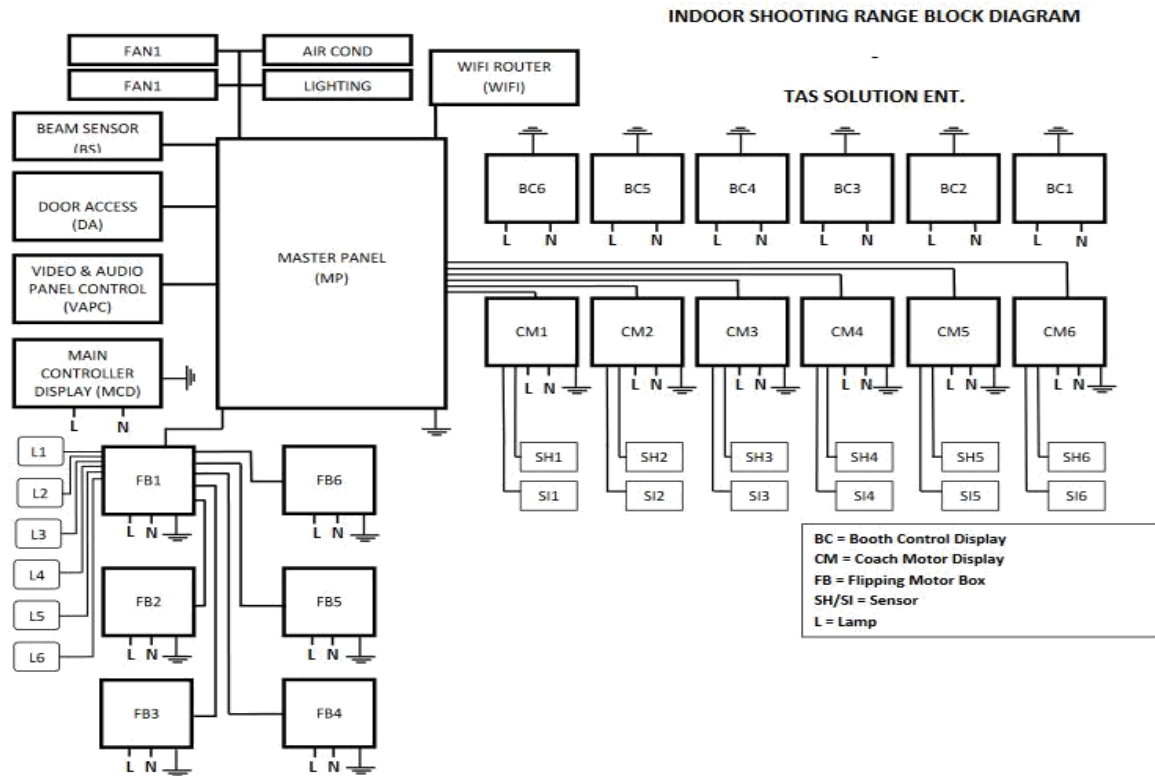 INDOOR SHOOTING RANGE BLOCK DIAGRAM
-
TAS SOLUTION ENT.
FAN1
AIR COND
FAN1
LIGHTING
WIFI ROUTER
(WIFI)
BEAM SENSOR
(BS)
DOOR ACCESS
(DA)
VIDEO & AUDIO
PANEL CONTROL
(VAPC)
MAIN
CONTROLLER
DISPLAY (MCD)
L N
MASTER PANEL
(MP)
BC6 BC5 BC4 BC3 BC2 BC1
L N L N L N L N L N L N
CM1 CM2 CM3 CM4 CM5 CM6
L N L N L N L N L N L N
SH1 SH2 SH3 SH4 SH5 SH6
SI1 SI2 SI3 SI4 SI5 SI6
L1
L2
L3
L4
L5
L6
FB1 FB6
L N L N
FB2 FB5
L N L N
FB3 FB4
L N L N
BC = Booth Control Display
CM = Coach Motor Display
FB = Flipping Motor Box
SH/SI = Sensor
L = Lamp